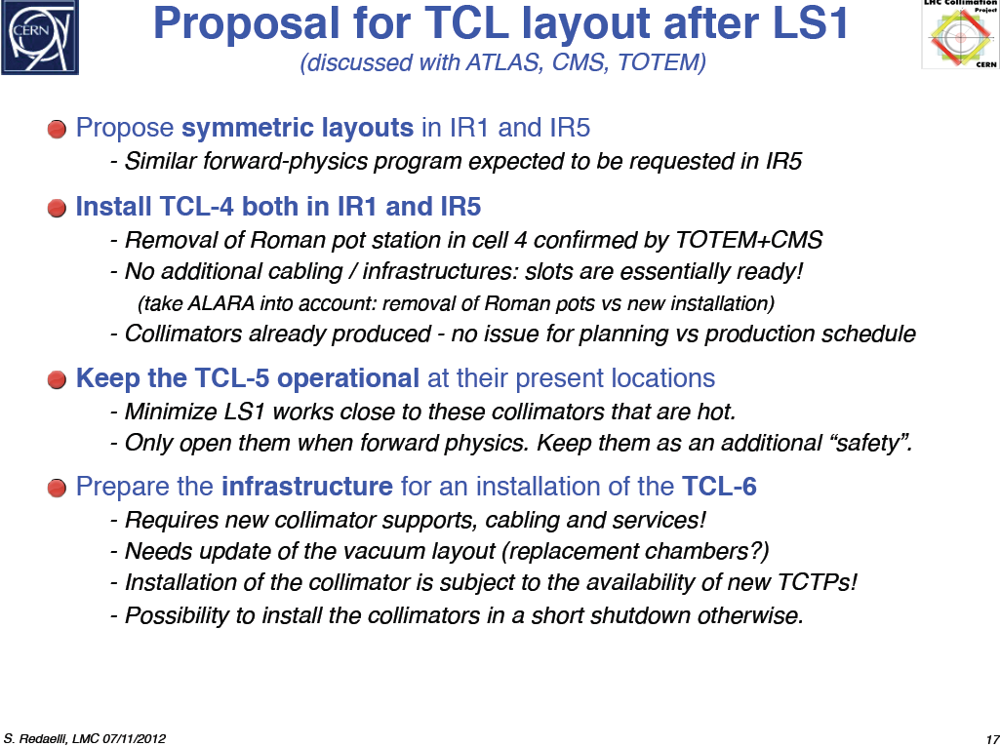 CERN
Proposal for TCL layout after LS1
LHC Collimation
Project
CERN
(discussed with ATLAS, CMS, TOTEM)
Propose symmetric layouts in IR1 and IR5
- Similar forward-physics program expected to be requested in IR5
Install TCL-4 both in IR1 and IR5
- Removal of Roman pot station in cell 4 confirmed by TOTEM+CMS
- No additional cabling / infrastructures: slots are essentially ready!
(take ALARA into account: removal of Roman pots vs new installation)
- Collimators already produced - no issue for planning vs production schedule
Keep the TCL-5 operational at their present locations
- Minimize LS1 works close to these collimators that are hot.
- Only open them when forward physics. Keep them as an additional “safety”.
Prepare the infrastructure for an installation of the TCL-6
- Requires new collimator supports, cabling and services!
- Needs update of the vacuum layout (replacement chambers?)
- Installation of the collimator is subject to the availability of new TCTPs!
- Possibility to install the collimators in a short shutdown otherwise.
S. Redaelli, LMC 07/11/2012
17